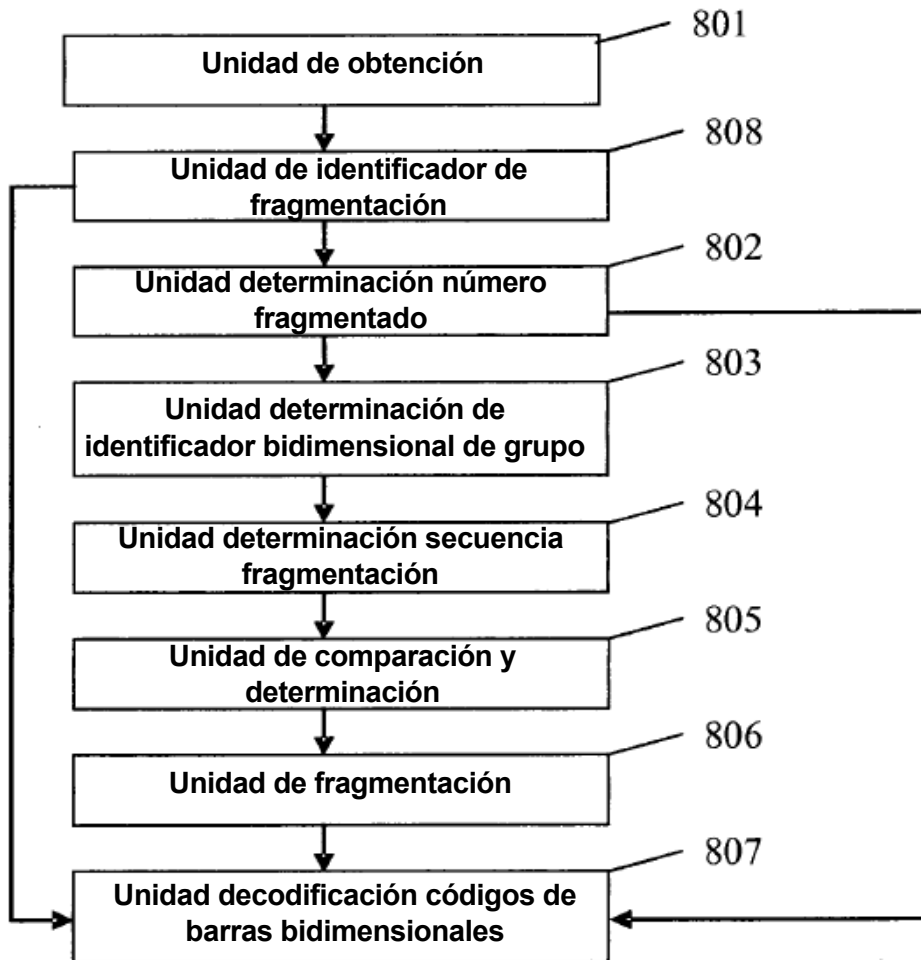 801
Unidad de obtención
808
Unidad de identificador de
fragmentación
802
Unidad determinación número
fragmentado
803
Unidad determinación de
identificador bidimensional de grupo
804
Unidad determinación secuencia
fragmentación
805
Unidad de comparación y
determinación
806
Unidad de fragmentación
807
Unidad decodificación códigos de
barras bidimensionales